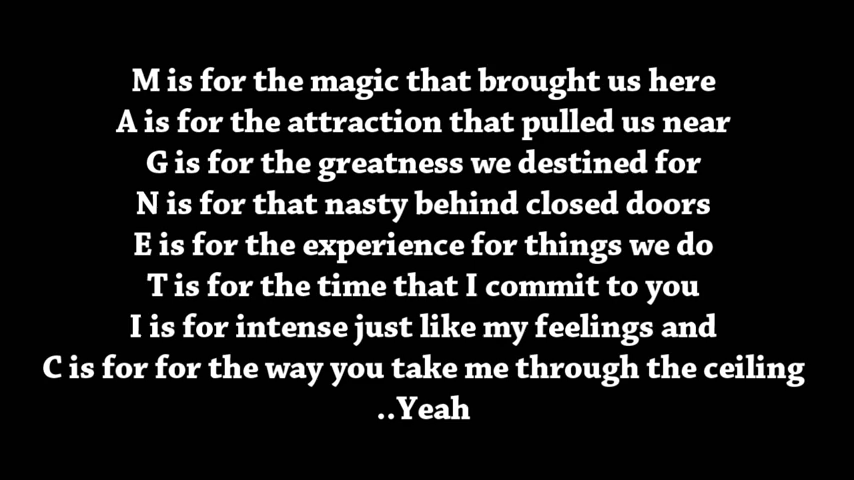 M is for the magic that brought us here
A is for the attraction that pulled us near
G is for the greatness we destined for
N is for that nasty behind closed doors
E is for the experience for things we do
T is for the time that I commit to you
I is for intense just like my feelings and
C is for for the way you take me through the ceiling
..Yeah